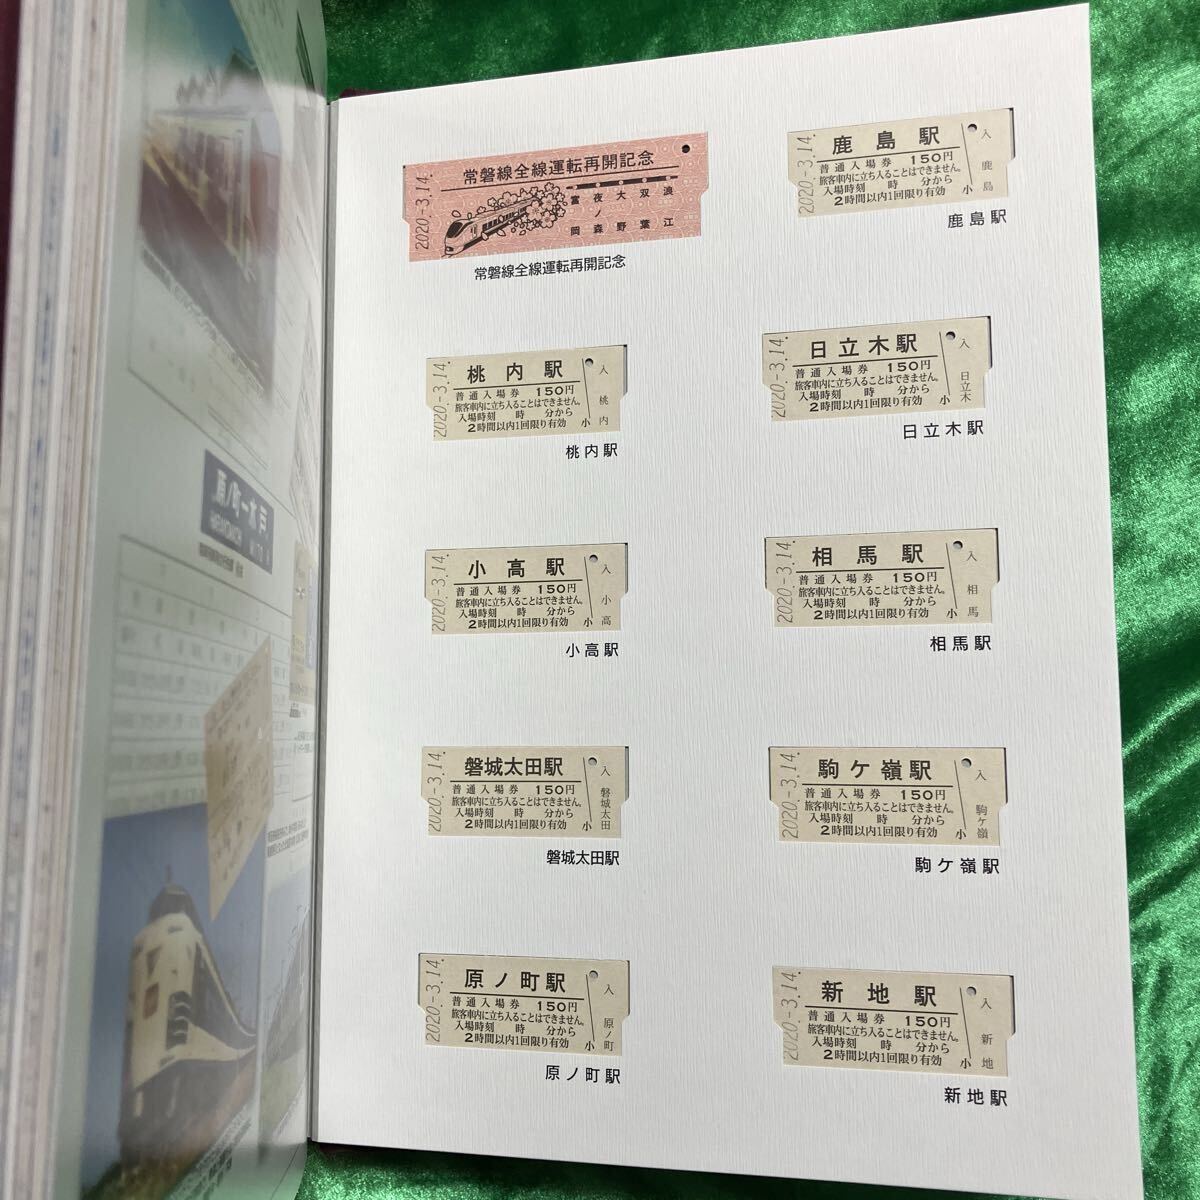 常磐線全線運転再開記念
富 夜 大 双 浪
ノ
岡 森 野 葉 江
2020.-3.14.
常磐線全線運転再開記念
鹿島駅
普通入場券 150円
旅客車内に立ち入ることはできません。
入場時刻 時 分から
2時間以内1回限り有効 小
入
鹿島
2020.-3.14.
鹿島駅
桃内駅
普通入場券 150円
旅客車内に立ち入ることはできません。
入場時刻 時 分から
2時間以内1回限り有効 小
入
桃内
2020.-3.14.
桃内駅
日立木駅
普通入場券 150円
旅客車内に立ち入ることはできません。
入場時刻 時 分から
2時間以内1回限り有効 小
入
日立木
2020.-3.14.
日立木駅
小高駅
普通入場券 150円
旅客車内に立ち入ることはできません。
入場時刻 時 分から
2時間以内1回限り有効 小
入
小高
2020.-3.14.
小高駅
相馬駅
普通入場券 150円
旅客車内に立ち入ることはできません。
入場時刻 時 分から
2時間以内1回限り有効 小
入
相馬
2020.-3.14.
相馬駅
磐城太田駅
普通入場券 150円
旅客車内に立ち入ることはできません。
入場時刻 時 分から
2時間以内1回限り有効 小
入
磐城太田
2020.-3.14.
磐城太田駅
駒ケ嶺駅
普通入場券 150円
旅客車内に立ち入ることはできません。
入場時刻 時 分から
2時間以内1回限り有効 小
入
駒ケ嶺
2020.-3.14.
駒ケ嶺駅
原ノ町駅
普通入場券 150円
旅客車内に立ち入ることはできません。
入場時刻 時 分から
2時間以内1回限り有効 小
入
原ノ町
2020.-3.14.
原ノ町駅
新地駅
普通入場券 150円
旅客車内に立ち入ることはできません。
入場時刻 時 分から
2時間以内1回限り有効 小
入
新地
2020.-3.14.
新地駅
原ノ町ー水戸